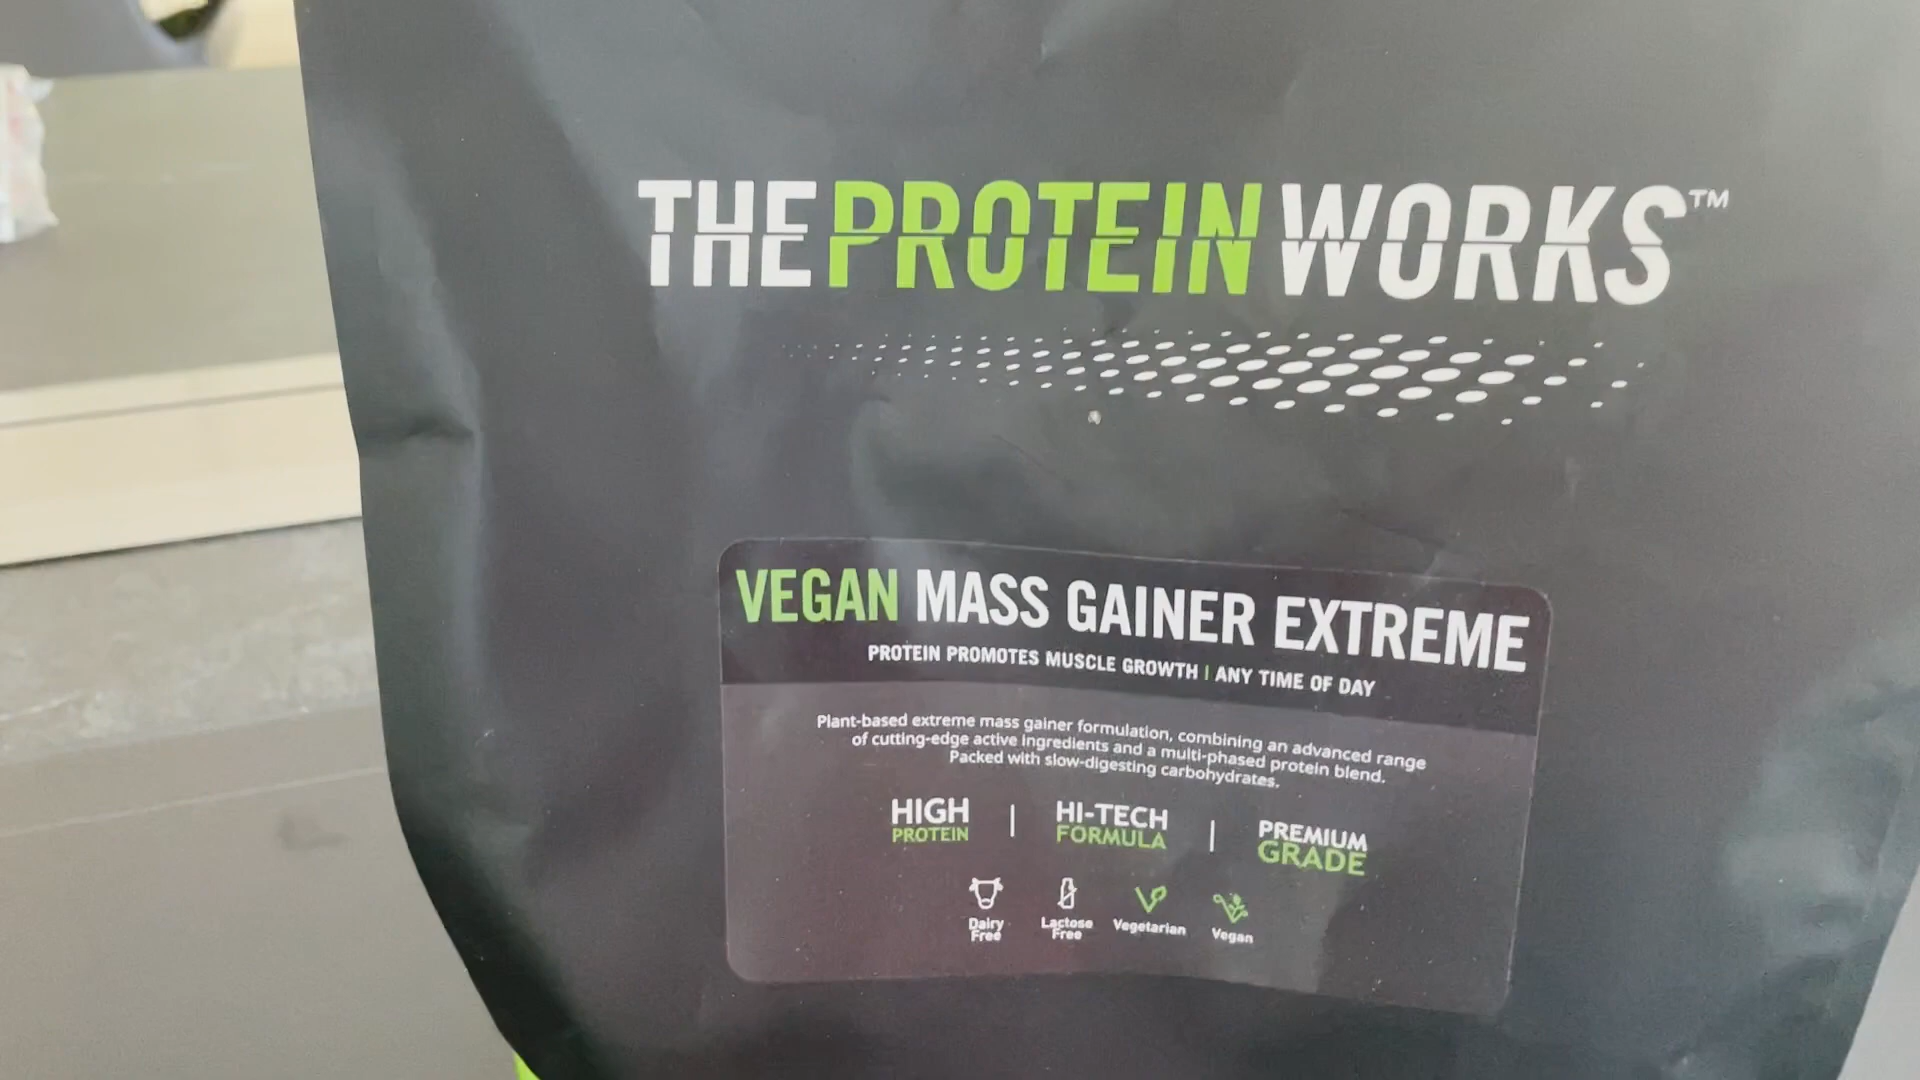 THE PROTEIN WORKS™
VEGAN MASS GAINER EXTREME
PROTEIN PROMOTES MUSCLE GROWTH | ANY TIME OF DAY
Plant-based extreme mass gainer formulation, combining an advanced range
of cutting-edge active ingredients and a multi-phased protein blend.
Packed with slow-digesting carbohydrates.
HIGH PROTEIN | HI-TECH FORMULA | PREMIUM GRADE
Dairy Free Lactose Free Vegetarian Vegan